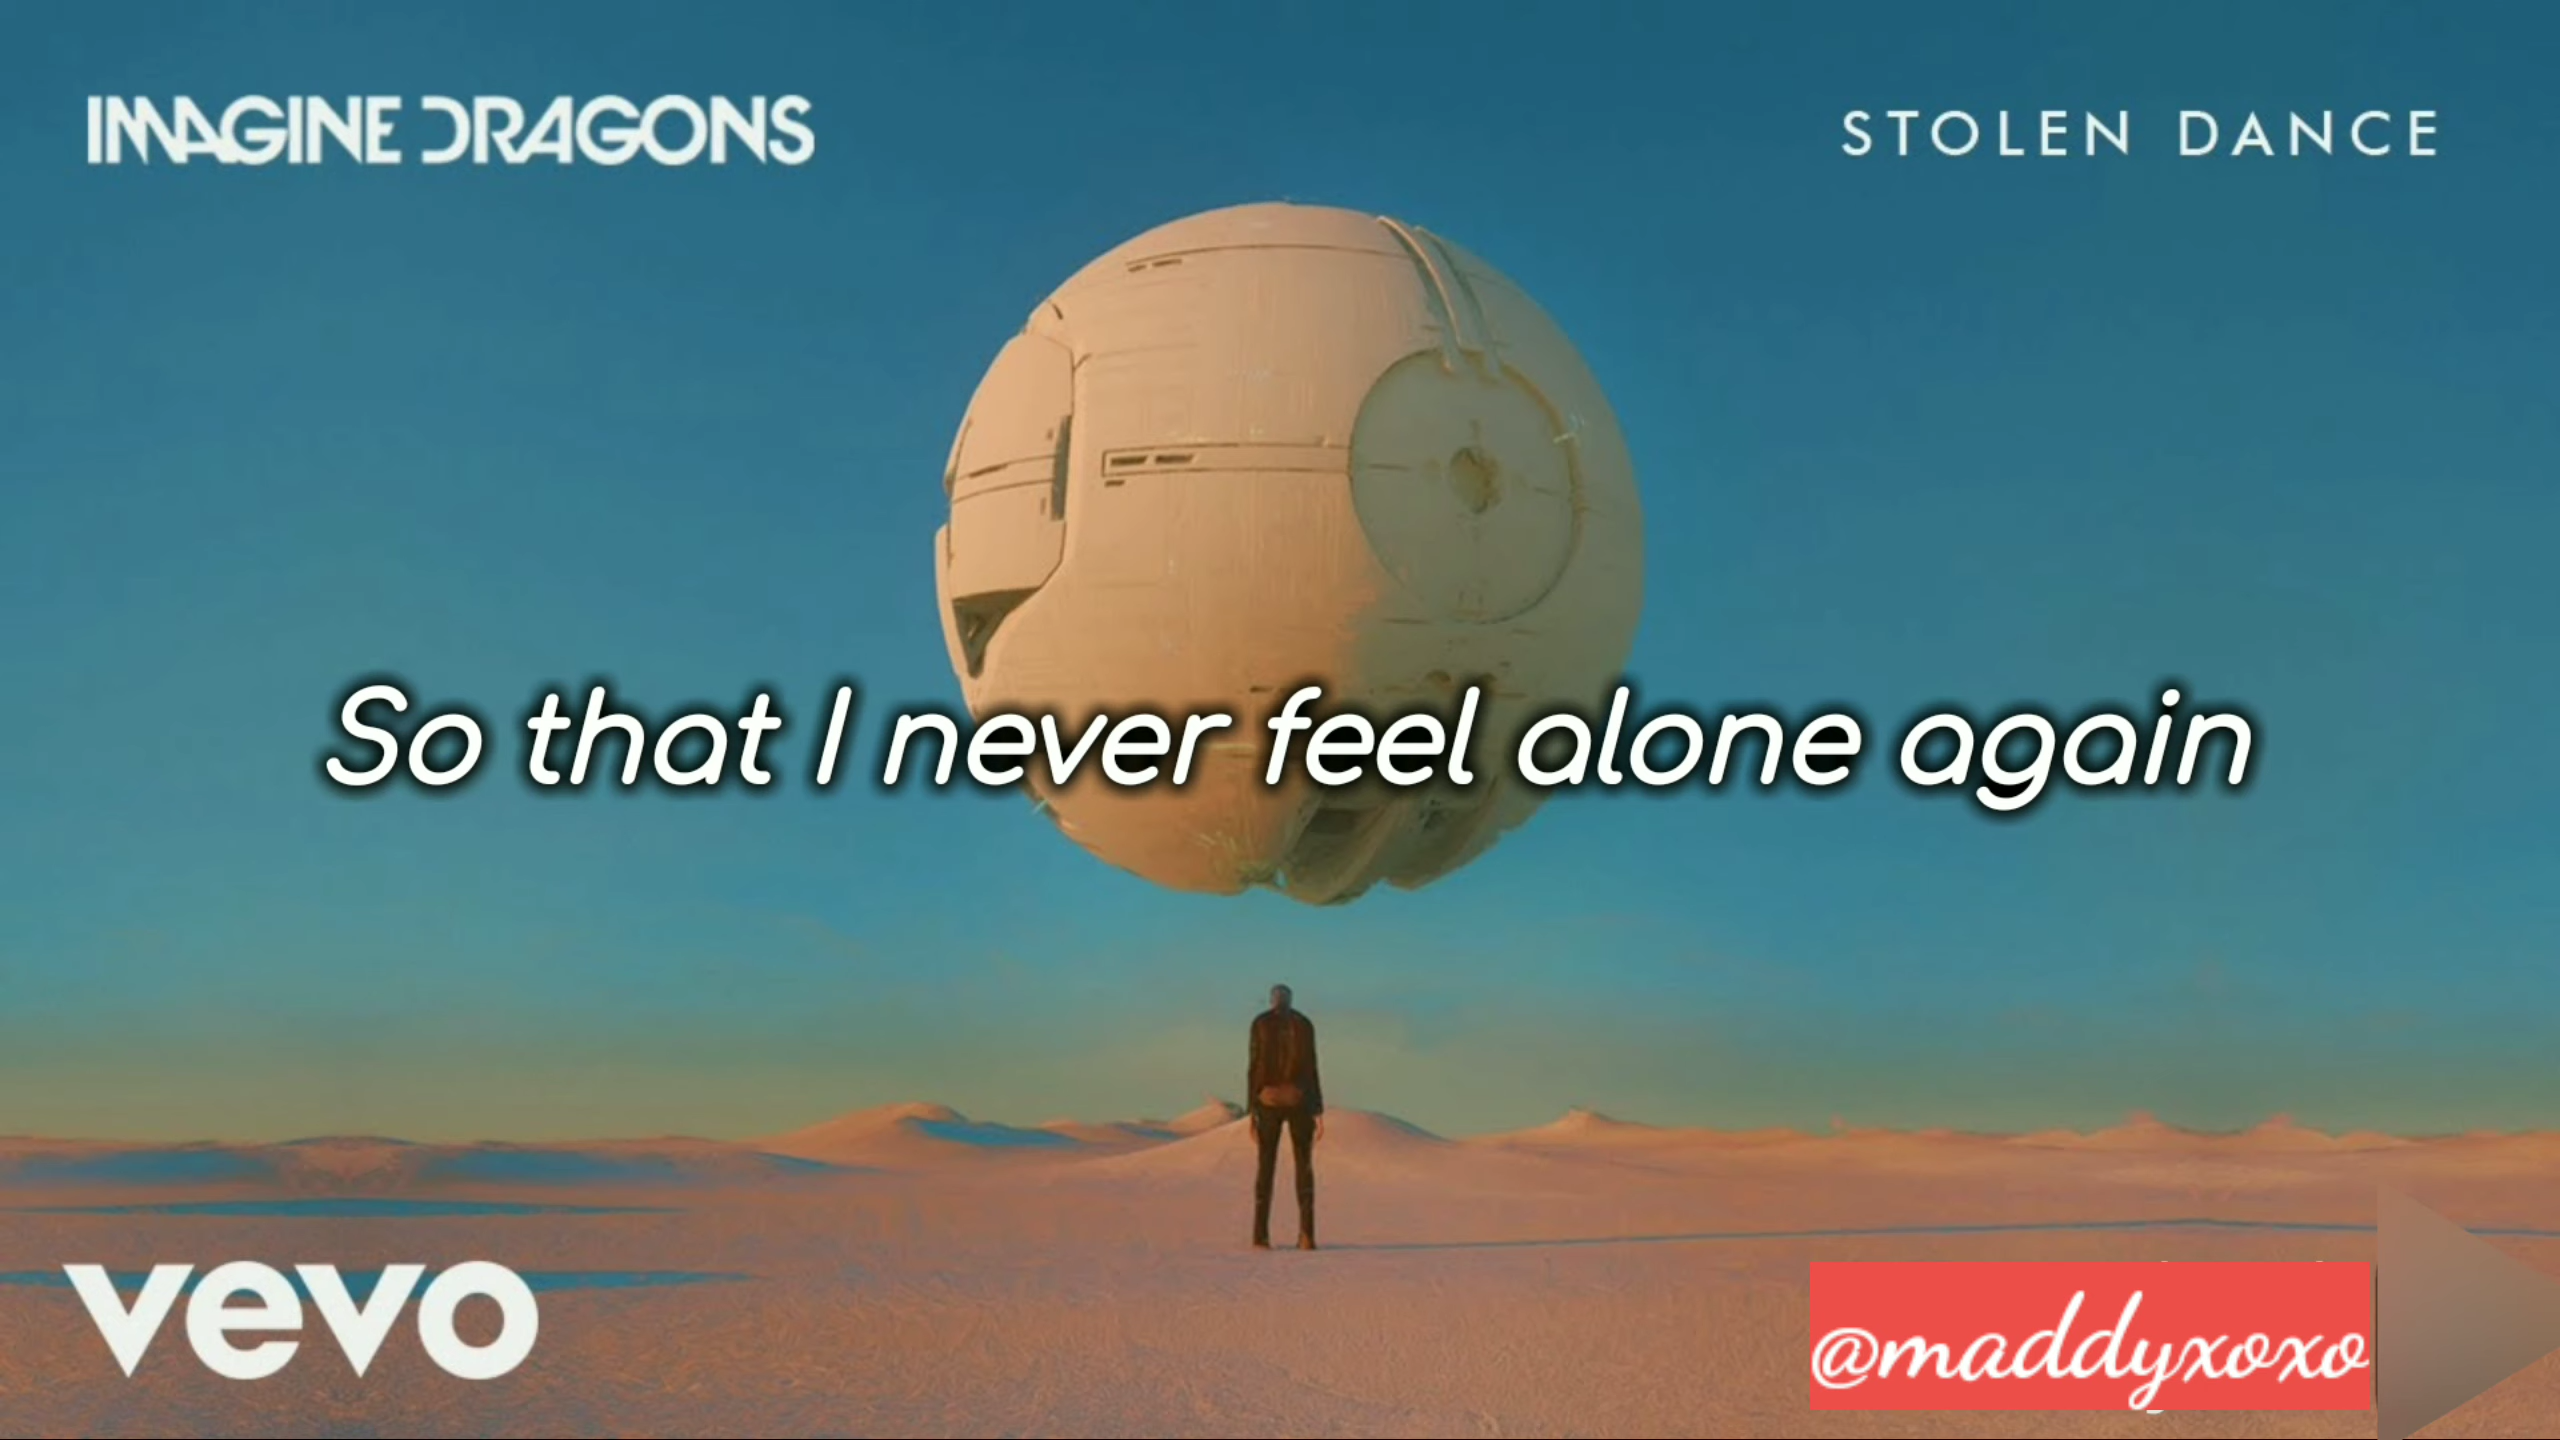 IMAGINE DRAGONS
STOLEN DANCE
So that I never feel alone again
vevo
@maddyxoxo